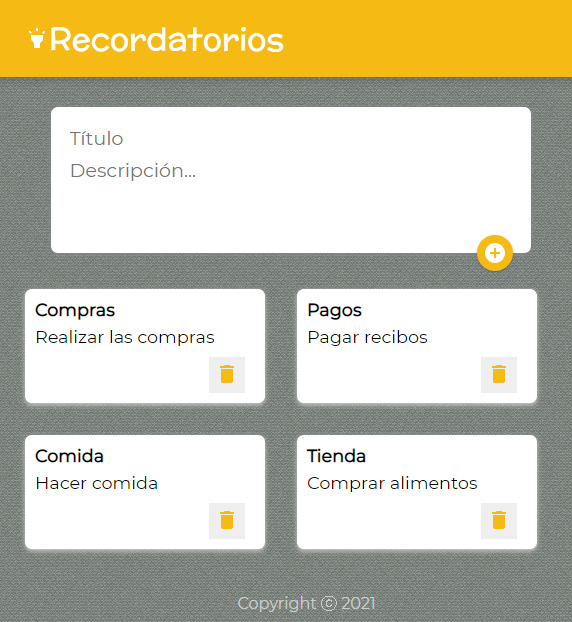 Recordatorios
Título
Descripción...
Compras
Realizar las compras
Pagos
Pagar recibos
Comida
Hacer comida
Tienda
Comprar alimentos
Copyright ⓒ 2021